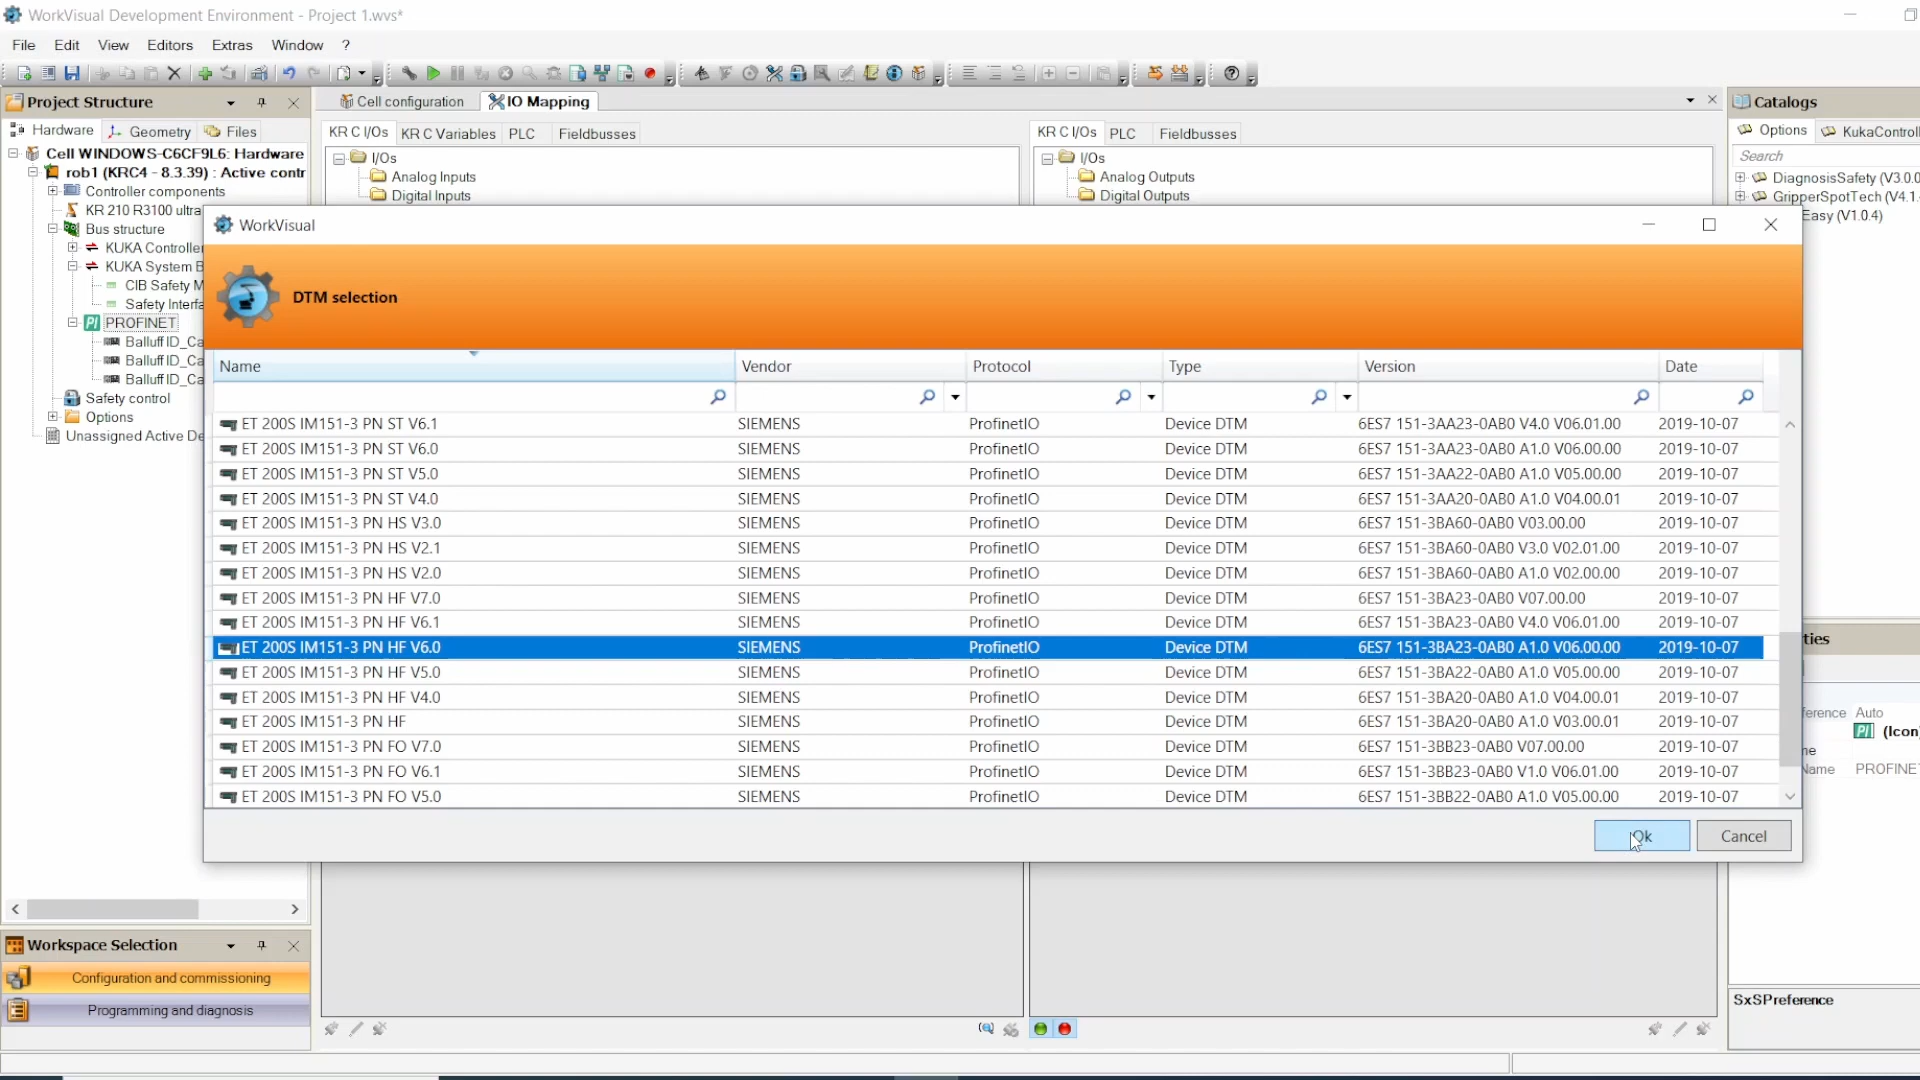 WorkVisual Development Environment - Project 1.wvs*
File Edit View Editors Extras Window ?
Project Structure
Cell configuration IO Mapping
Catalogs
Hardware Geometry Files
KR C I/Os KR C Variables PLC Fieldbusses
KR C I/Os PLC Fieldbusses
Options KukaControll
Cell WINDOWS-C6CF9L6: Hardware
I/Os
I/Os
Search
rob1 (KRC4 - 8.3.39) : Active contr
Analog Inputs
Analog Outputs
DiagnosisSafety (V3.0.0
Controller components
Digital Inputs
Digital Outputs
GripperSpotTech (V4.1.
KR 210 R3100 ultra
Easy (V1.0.4)
Bus structure
KUKA Controlle
KUKA System B
CIB Safety M
Safety Interfa
PROFINET
Balluff ID_Ca
Balluff ID_Ca
Balluff ID_Ca
Safety control
Options
Unassigned Active De
WorkVisual
DTM selection
Name Vendor Protocol Type Version Date
ET 200S IM151-3 PN ST V6.1 SIEMENS ProfinetIO Device DTM 6ES7 151-3AA23-0AB0 V4.0 V06.01.00 2019-10-07
ET 200S IM151-3 PN ST V6.0 SIEMENS ProfinetIO Device DTM 6ES7 151-3AA23-0AB0 A1.0 V06.00.00 2019-10-07
ET 200S IM151-3 PN ST V5.0 SIEMENS ProfinetIO Device DTM 6ES7 151-3AA22-0AB0 A1.0 V05.00.00 2019-10-07
ET 200S IM151-3 PN ST V4.0 SIEMENS ProfinetIO Device DTM 6ES7 151-3AA20-0AB0 A1.0 V04.00.01 2019-10-07
ET 200S IM151-3 PN HS V3.0 SIEMENS ProfinetIO Device DTM 6ES7 151-3BA60-0AB0 V03.00.00 2019-10-07
ET 200S IM151-3 PN HS V2.1 SIEMENS ProfinetIO Device DTM 6ES7 151-3BA60-0AB0 V3.0 V02.01.00 2019-10-07
ET 200S IM151-3 PN HS V2.0 SIEMENS ProfinetIO Device DTM 6ES7 151-3BA60-0AB0 A1.0 V02.00.00 2019-10-07
ET 200S IM151-3 PN HF V7.0 SIEMENS ProfinetIO Device DTM 6ES7 151-3BA23-0AB0 V07.00.00 2019-10-07
ET 200S IM151-3 PN HF V6.1 SIEMENS ProfinetIO Device DTM 6ES7 151-3BA23-0AB0 V4.0 V06.01.00 2019-10-07
ET 200S IM151-3 PN HF V6.0 SIEMENS ProfinetIO Device DTM 6ES7 151-3BA23-0AB0 A1.0 V06.00.00 2019-10-07
ET 200S IM151-3 PN HF V5.0 SIEMENS ProfinetIO Device DTM 6ES7 151-3BA22-0AB0 A1.0 V05.00.00 2019-10-07
ET 200S IM151-3 PN HF V4.0 SIEMENS ProfinetIO Device DTM 6ES7 151-3BA20-0AB0 A1.0 V04.00.01 2019-10-07
ET 200S IM151-3 PN HF SIEMENS ProfinetIO Device DTM 6ES7 151-3BA20-0AB0 A1.0 V03.00.01 2019-10-07
ET 200S IM151-3 PN FO V7.0 SIEMENS ProfinetIO Device DTM 6ES7 151-3BB23-0AB0 V07.00.00 2019-10-07
ET 200S IM151-3 PN FO V6.1 SIEMENS ProfinetIO Device DTM 6ES7 151-3BB23-0AB0 V1.0 V06.01.00 2019-10-07
ET 200S IM151-3 PN FO V5.0 SIEMENS ProfinetIO Device DTM 6ES7 151-3BB22-0AB0 A1.0 V05.00.00 2019-10-07
Ok Cancel
ties
ference Auto
PI (Icon)
me
Name PROFINE
Workspace Selection
Configuration and commissioning
Programming and diagnosis
SxSPreference